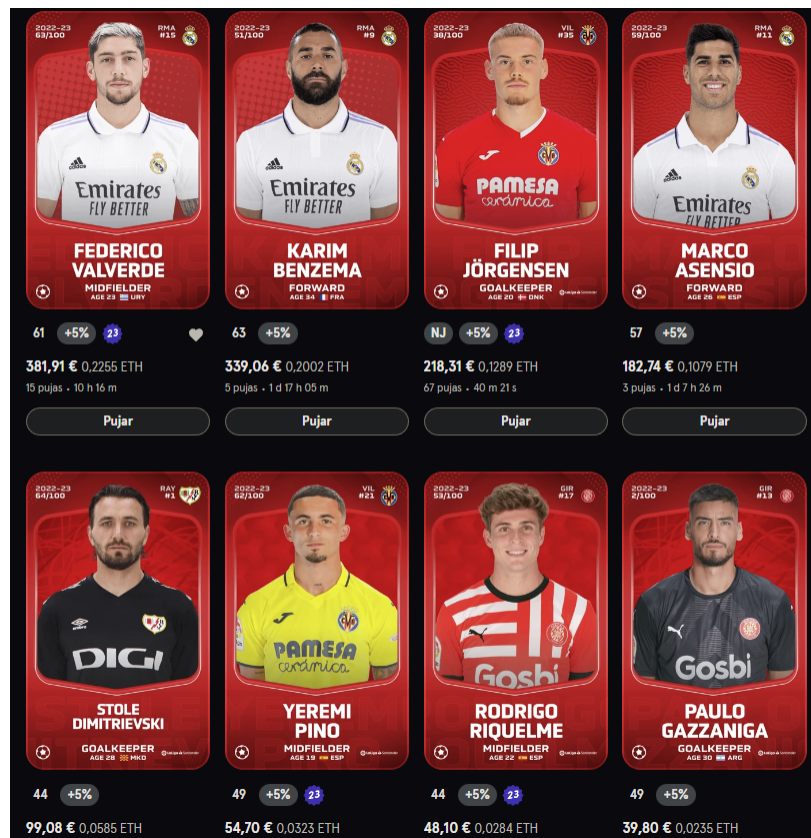 2022-23
63/100
RMA
#15
Emirates
FLY BETTER
FEDERICO
VALVERDE
MIDFIELDER
AGE 23 URY
61 +5% 23
381,91 € 0,2255 ETH
15 pujas • 10 h 16 m
Pujar
2022-23
51/100
RMA
#9
Emirates
FLY BETTER
KARIM
BENZEMA
FORWARD
AGE 34 FRA
63 +5%
339,06 € 0,2002 ETH
5 pujas • 1 d 17 h 05 m
Pujar
2022-23
38/100
VIL
#35
PAMESA
cerámica
FILIP
JÖRGENSEN
GOALKEEPER
AGE 20 DNK
NJ +5% 23
218,31 € 0,1289 ETH
67 pujas • 40 m 21 s
Pujar
2022-23
59/100
RMA
#11
Emirates
FLY BETTER
MARCO
ASENSIO
FORWARD
AGE 26 ESP
57 +5%
182,74 € 0,1079 ETH
3 pujas • 1 d 7 h 26 m
Pujar
2022-23
64/100
RAY
#1
DIGI
STOLE
DIMITRIEVSKI
GOALKEEPER
AGE 28 MKD
44 +5%
99,08 € 0,0585 ETH
2022-23
62/100
VIL
#21
PAMESA
cerámica
YEREMI
PINO
MIDFIELDER
AGE 19 ESP
49 +5% 23
54,70 € 0,0323 ETH
2022-23
53/100
GIR
#17
Gosbi
RODRIGO
RIQUELME
MIDFIELDER
AGE 22 ESP
44 +5% 23
48,10 € 0,0284 ETH
2022-23
2/100
GIR
#13
Gosbi
PAULO
GAZZANIGA
GOALKEEPER
AGE 30 ARG
49 +5%
39,80 € 0,0235 ETH